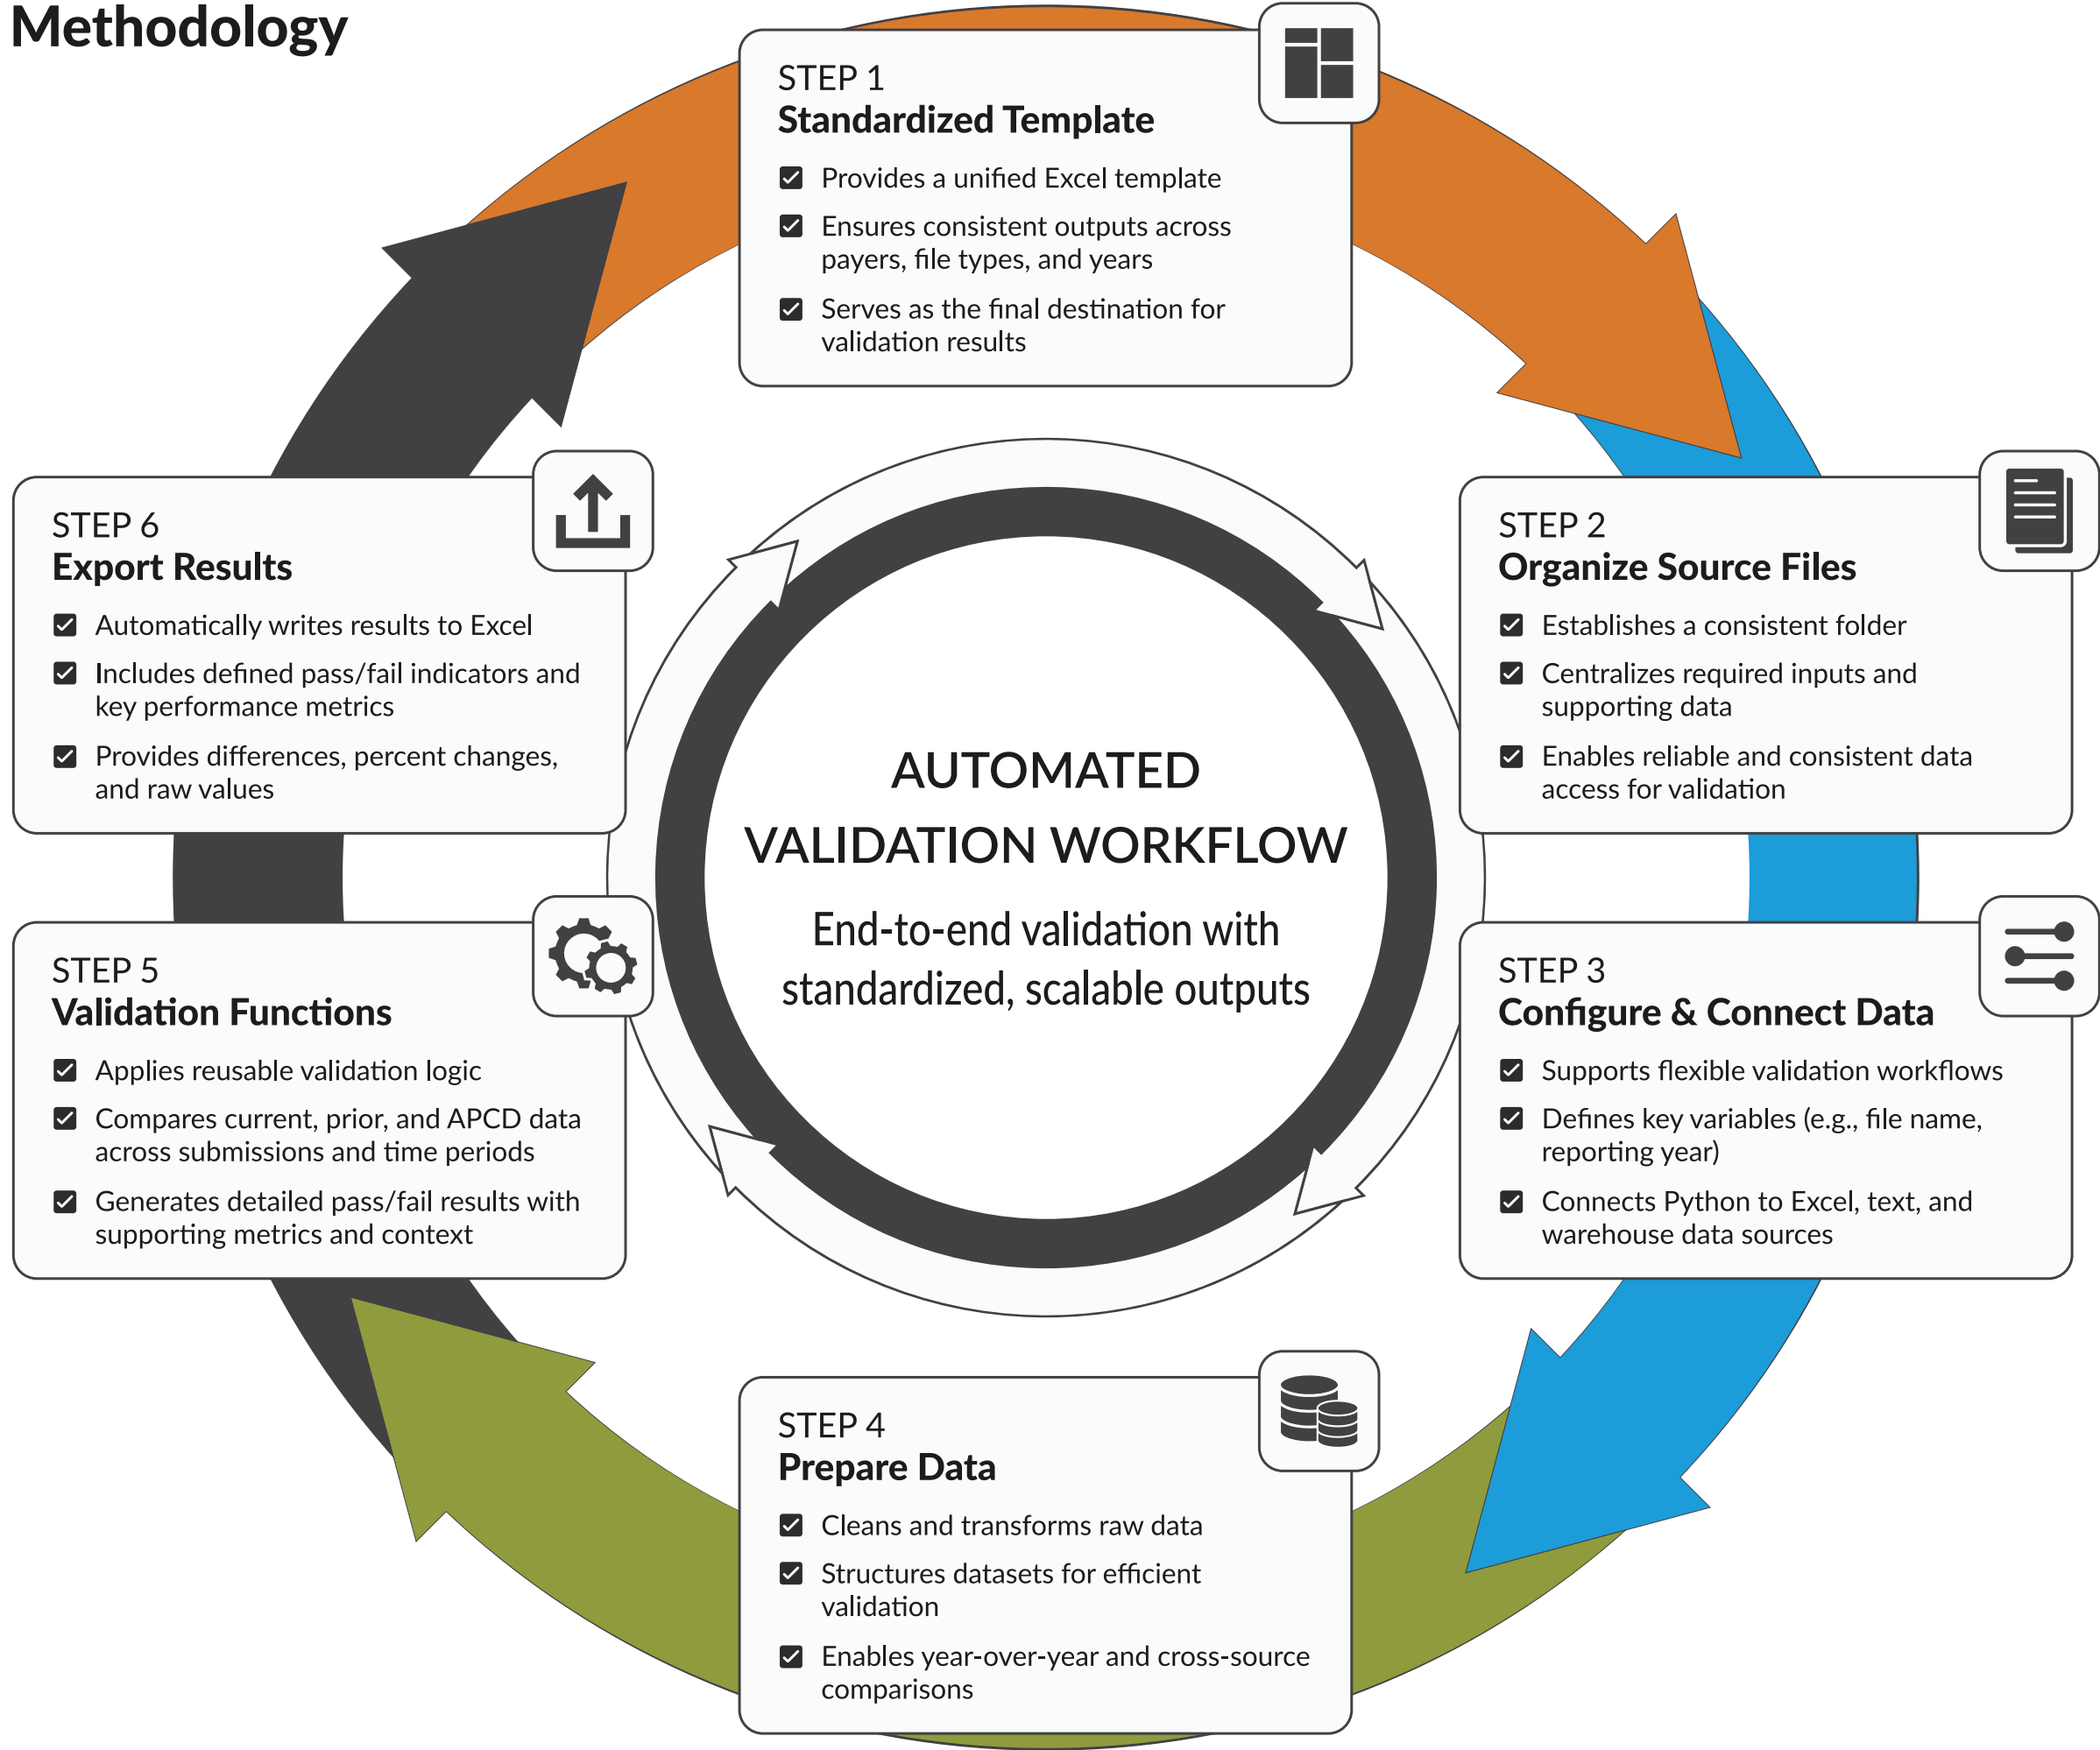 Methodology
STEP 1
Standardized Template
Provides a unified Excel template
Ensures consistent outputs across
payers, file types, and years
Serves as the final destination for
validation results
STEP 2
Organize Source Files
Establishes a consistent folder
Centralizes required inputs and
supporting data
Enables reliable and consistent data
access for validation
STEP 3
Configure & Connect Data
Supports flexible validation workflows
Defines key variables (e.g., file name,
reporting year)
Connects Python to Excel, text, and
warehouse data sources
STEP 4
Prepare Data
Cleans and transforms raw data
Structures datasets for efficient
validation
Enables year-over-year and cross-source
comparisons
STEP 5
Validation Functions
Applies reusable validation logic
Compares current, prior, and APCD data
across submissions and time periods
Generates detailed pass/fail results with
supporting metrics and context
STEP 6
Export Results
Automatically writes results to Excel
Includes defined pass/fail indicators and
key performance metrics
Provides differences, percent changes,
and raw values
AUTOMATED
VALIDATION WORKFLOW
End-to-end validation with
standardized, scalable outputs